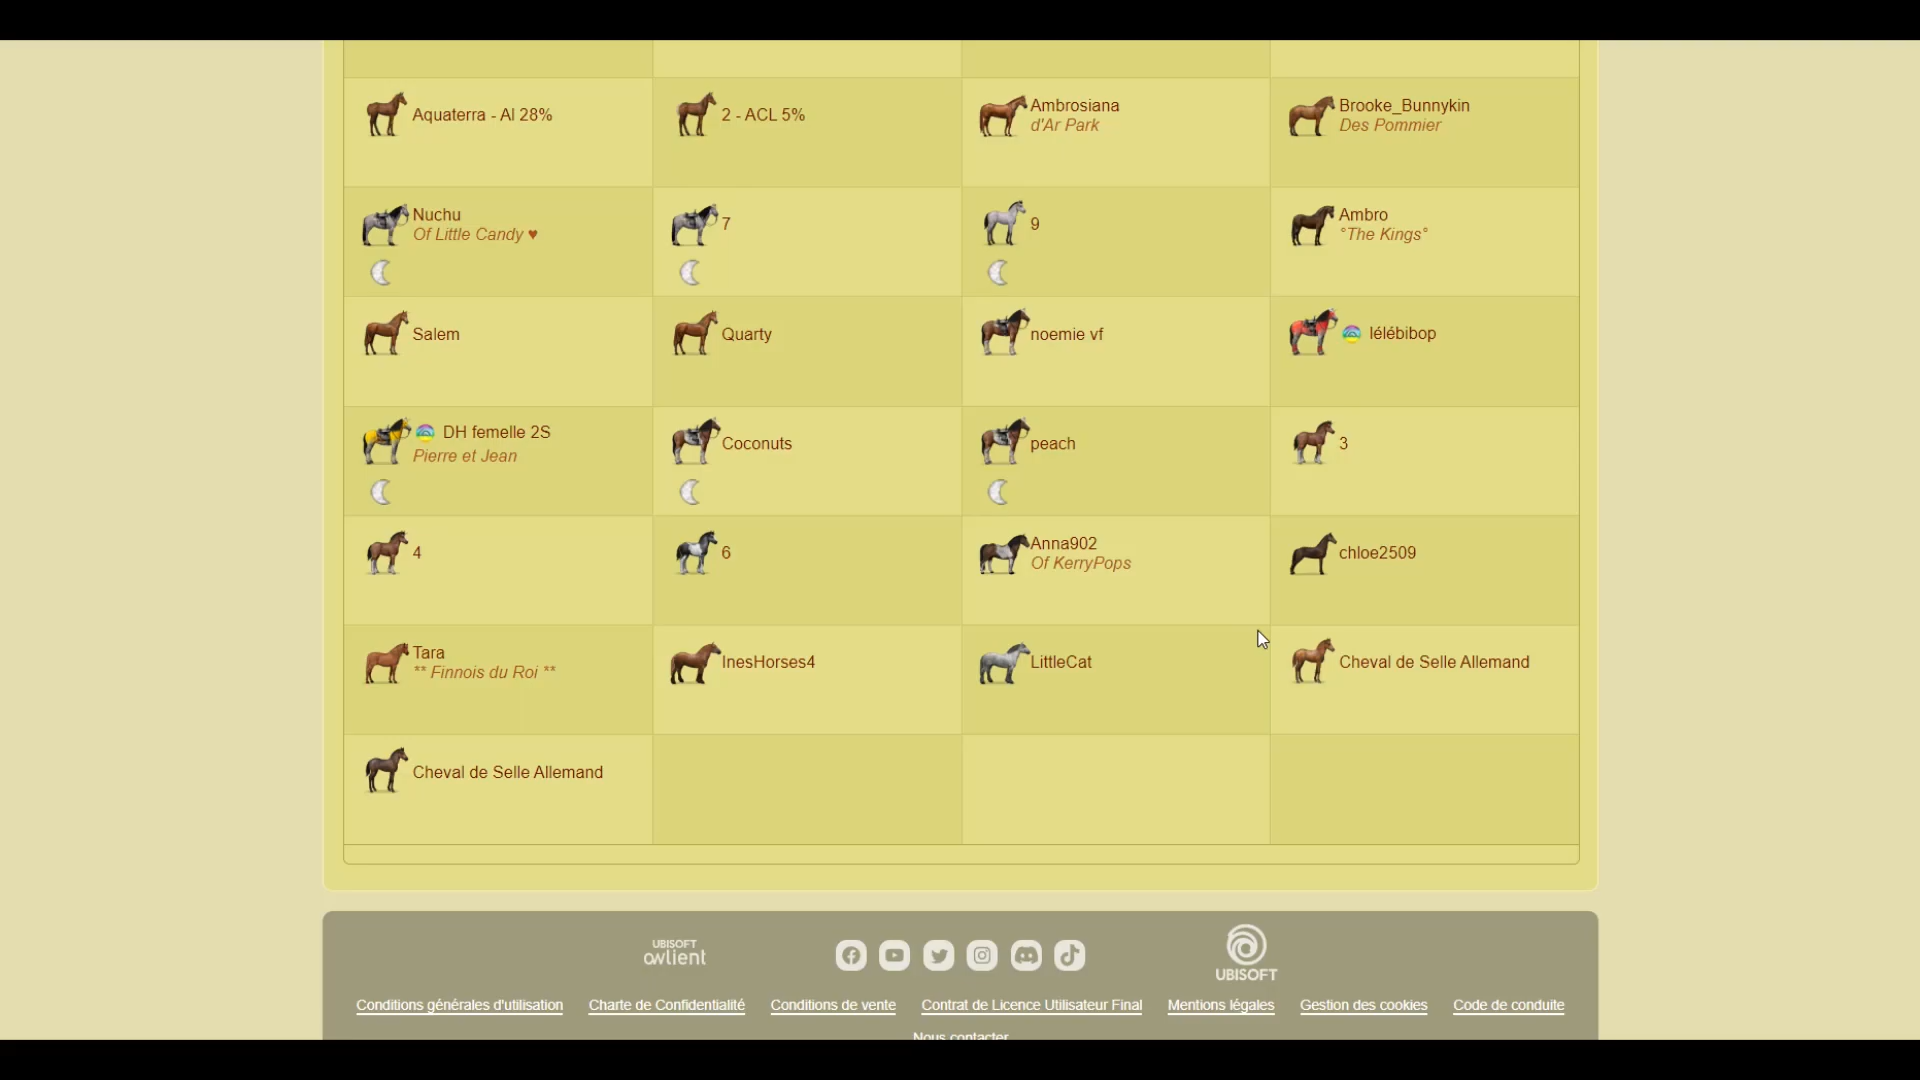 Aquaterra - Al 28%
2 - ACL 5%
Ambrosiana
d'Ar Park
Brooke_Bunnykin
Des Pommier
Nuchu
Of Little Candy ♥
7
9
Ambro
°The Kings°
Salem
Quarty
noemie vf
lélébibop
DH femelle 2S
Pierre et Jean
Coconuts
peach
3
4
6
Anna902
Of KerryPops
chloe2509
Tara
** Finnois du Roi **
InesHorses4
LittleCat
Cheval de Selle Allemand
Cheval de Selle Allemand
UBISOFT
owlient
UBISOFT
Conditions générales d'utilisation Charte de Confidentialité Conditions de vente Contrat de Licence Utilisateur Final Mentions légales Gestion des cookies Code de conduite
Nous contacter